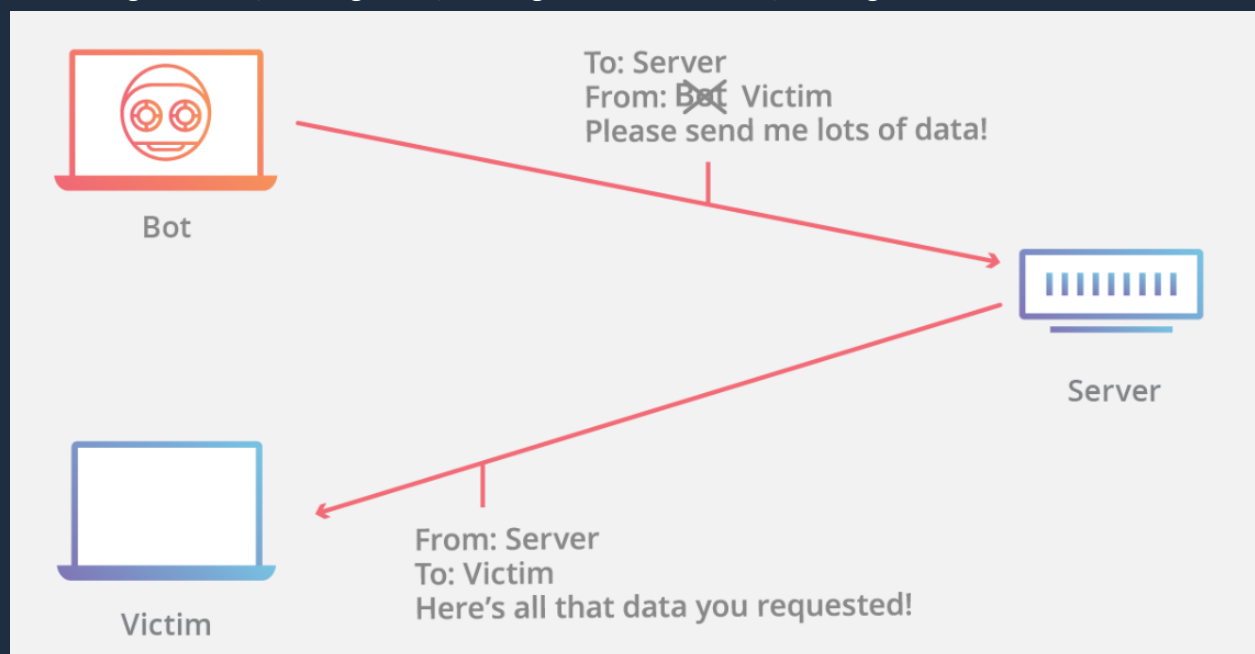 To: Server
From: Bot Victim
Please send me lots of data!
Bot
Server
From: Server
To: Victim
Here's all that data you requested!
Victim